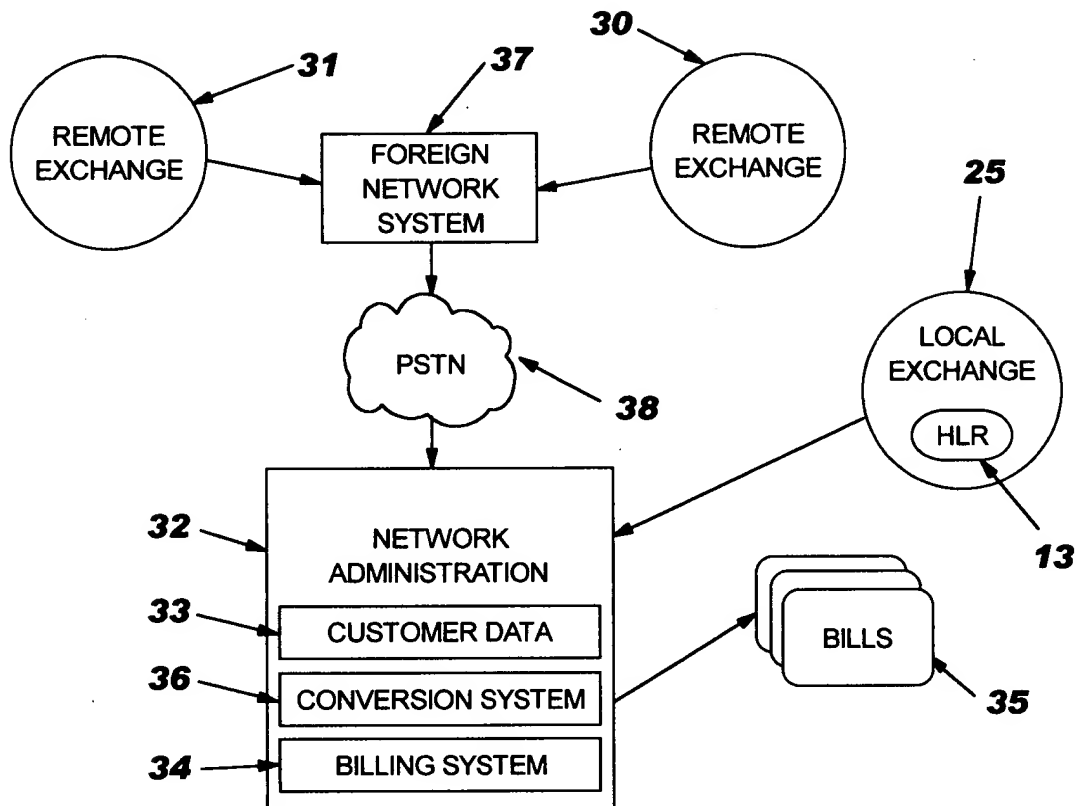 30
31
37
REMOTE
EXCHANGE
FOREIGN
NETWORK
SYSTEM
REMOTE
EXCHANGE
25
PSTN
38
LOCAL
EXCHANGE
HLR
13
32
NETWORK
ADMINISTRATION
33
CUSTOMER DATA
36
CONVERSION SYSTEM
34
BILLING SYSTEM
BILLS
35